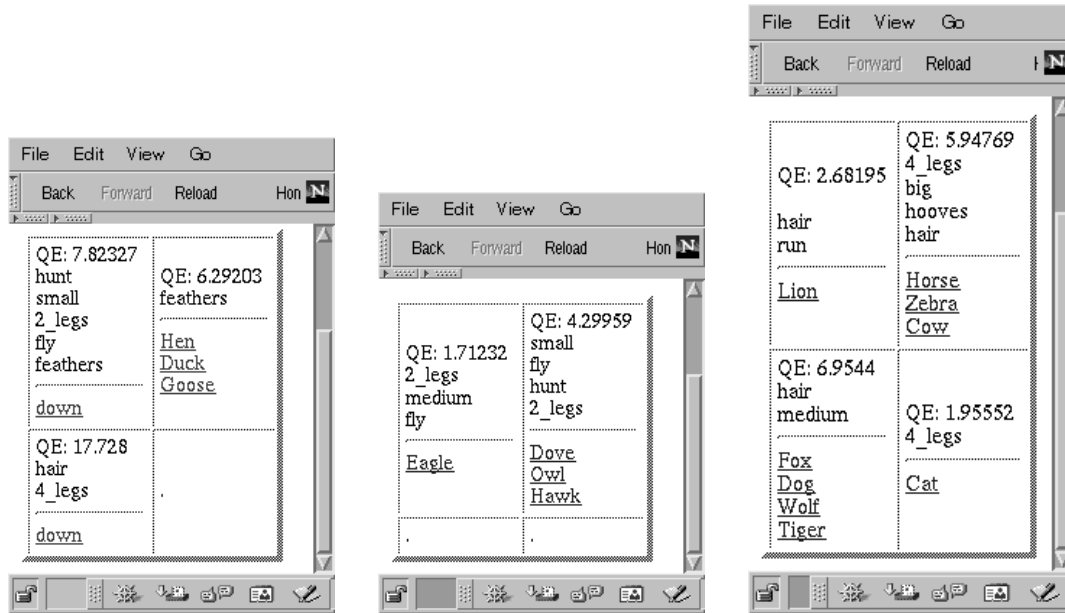 File Edit View Go
Back Forward Reload Hon N
QE: 7.82327
hunt
small
2_legs
fly
feathers
down
QE: 6.29203
feathers
Hen
Duck
Goose
QE: 17.728
hair
4_legs
down
.
File Edit View Go
Back Forward Reload Hon N
QE: 1.71232
2_legs
medium
fly
Eagle
QE: 4.29959
small
fly
hunt
2_legs
Dove
Owl
Hawk
.
.
File Edit View Go
Back Forward Reload N
QE: 2.68195
hair
run
Lion
QE: 5.94769
4_legs
big
hooves
hair
Horse
Zebra
Cow
QE: 6.9544
hair
medium
Fox
Dog
Wolf
Tiger
QE: 1.95552
4_legs
Cat